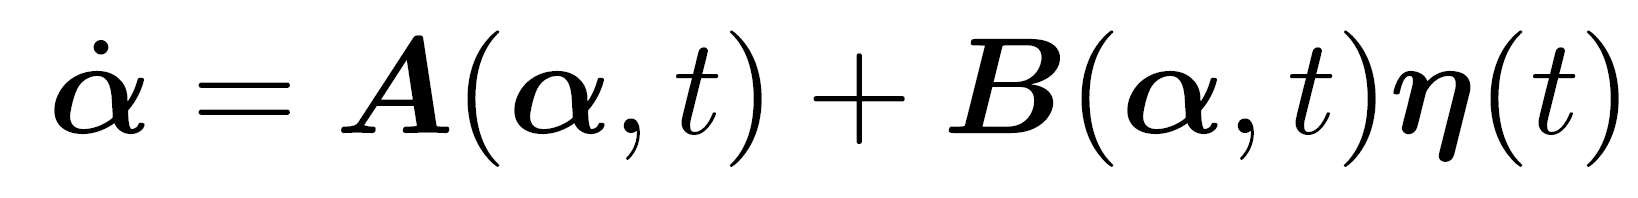 𝜶̇ = 𝑨(𝜶, t) + 𝑩(𝜶, t)𝜼(t)